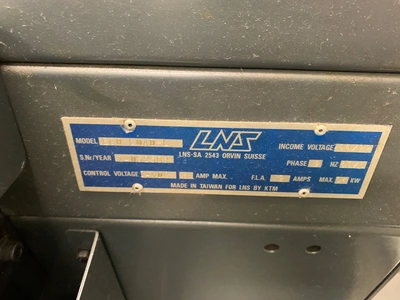 LNS
MODEL
INCOME VOLTAGE
S.Nr/YEAR
LNS-SA 2543 ORVIN SUISSE
PHASE HZ
CONTROL VOLTAGE AMP MAX. F.L.A. AMPS MAX. KW
MADE IN TAIWAN FOR LNS BY KTM